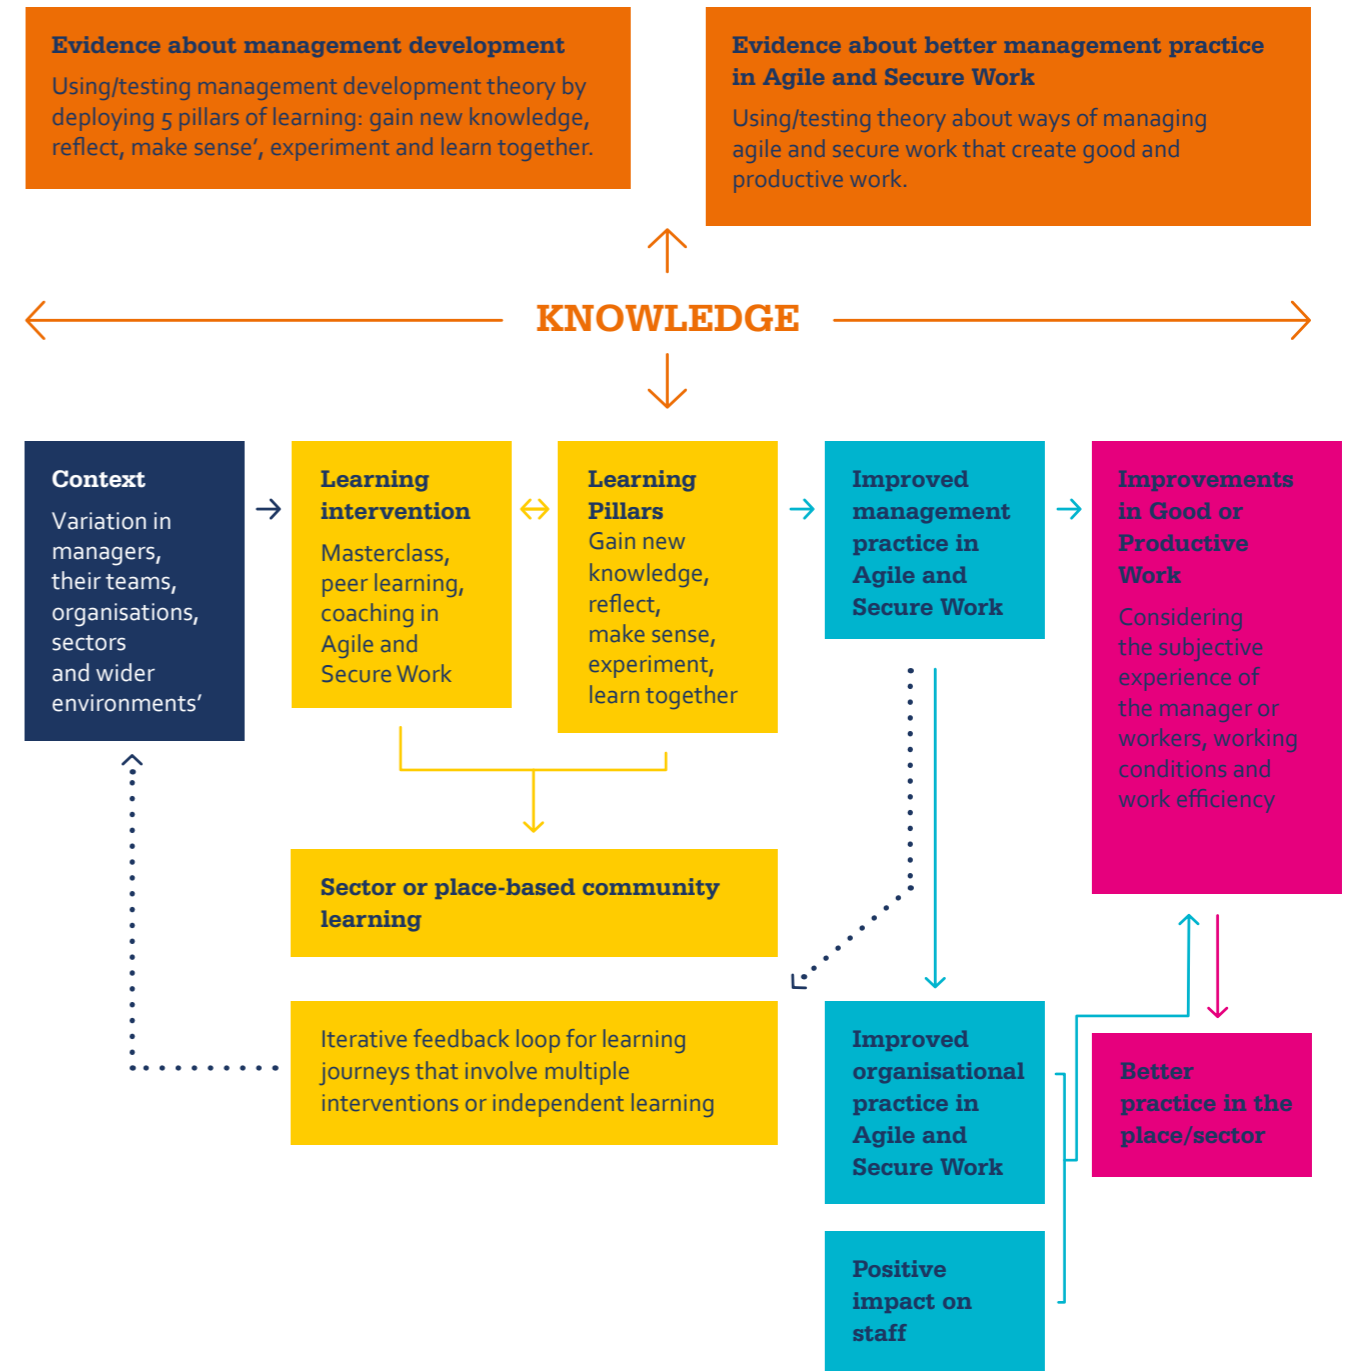 Evidence about management development
Using/testing management development theory by
deploying 5 pillars of learning: gain new knowledge,
reflect, make sense’, experiment and learn together.
Evidence about better management practice
in Agile and Secure Work
Using/testing theory about ways of managing
agile and secure work that create good and
productive work.
KNOWLEDGE
Context
Variation in
managers,
their teams,
organisations,
sectors
and wider
environments’
Learning
intervention
Masterclass,
peer learning,
coaching in
Agile and
Secure Work
Learning
Pillars
Gain new
knowledge,
reflect,
make sense,
experiment,
learn together
Improved
management
practice in
Agile and
Secure Work
Improvements
in Good or
Productive
Work
Considering
the subjective
experience of
the manager or
workers, working
conditions and
work efficiency
Sector or place-based community
learning
Iterative feedback loop for learning
journeys that involve multiple
interventions or independent learning
Improved
organisational
practice in
Agile and
Secure Work
Better
practice in the
place/sector
Positive
impact on
staff